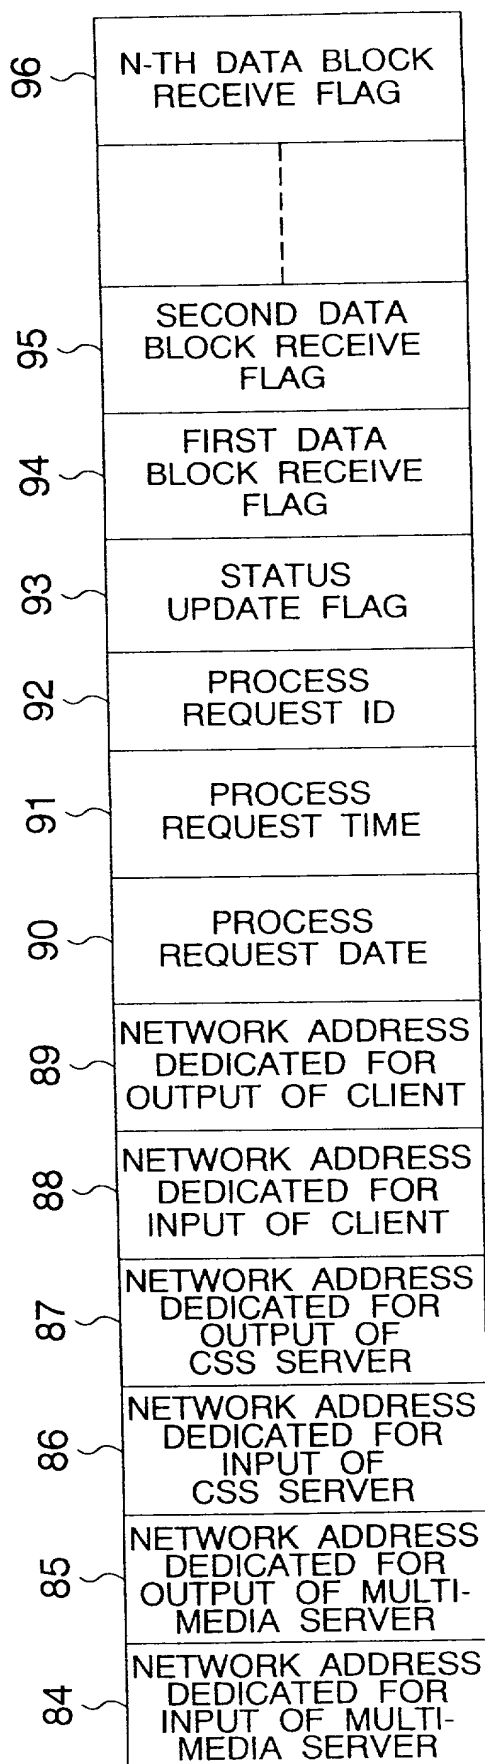 96
N-TH DATA BLOCK
RECEIVE FLAG
95
SECOND DATA
BLOCK RECEIVE
FLAG
94
FIRST DATA
BLOCK RECEIVE
FLAG
93
STATUS
UPDATE FLAG
92
PROCESS
REQUEST ID
91
PROCESS
REQUEST TIME
90
PROCESS
REQUEST DATE
89
NETWORK ADDRESS
DEDICATED FOR
OUTPUT OF CLIENT
88
NETWORK ADDRESS
DEDICATED FOR
INPUT OF CLIENT
87
NETWORK ADDRESS
DEDICATED FOR
OUTPUT OF
CSS SERVER
86
NETWORK ADDRESS
DEDICATED FOR
INPUT OF
CSS SERVER
85
NETWORK ADDRESS
DEDICATED FOR
OUTPUT OF MULTI-
MEDIA SERVER
84
NETWORK ADDRESS
DEDICATED FOR
INPUT OF MULTI-
MEDIA SERVER